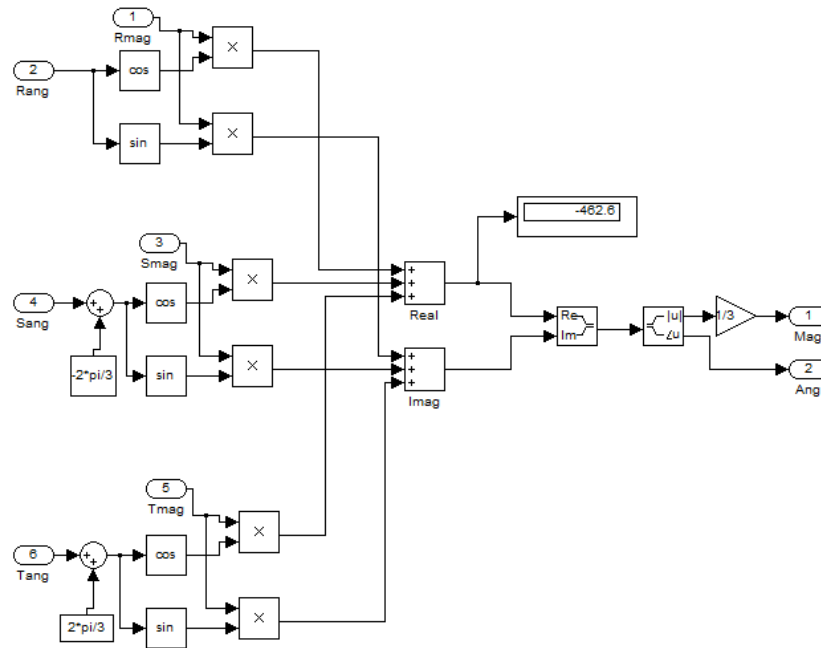 1
Rmag
×
2
cos
Rang
×
sin
-462.6
3
Smag
×
+
+
+
4
Sang
+
+
cos
Real
Re
Im
|u|
∠u
1/3
1
Mag
-2*pi/3
sin
×
+
+
+
Imag
2
Ang
5
Tmag
×
6
Tang
+
+
cos
2*pi/3
sin
×